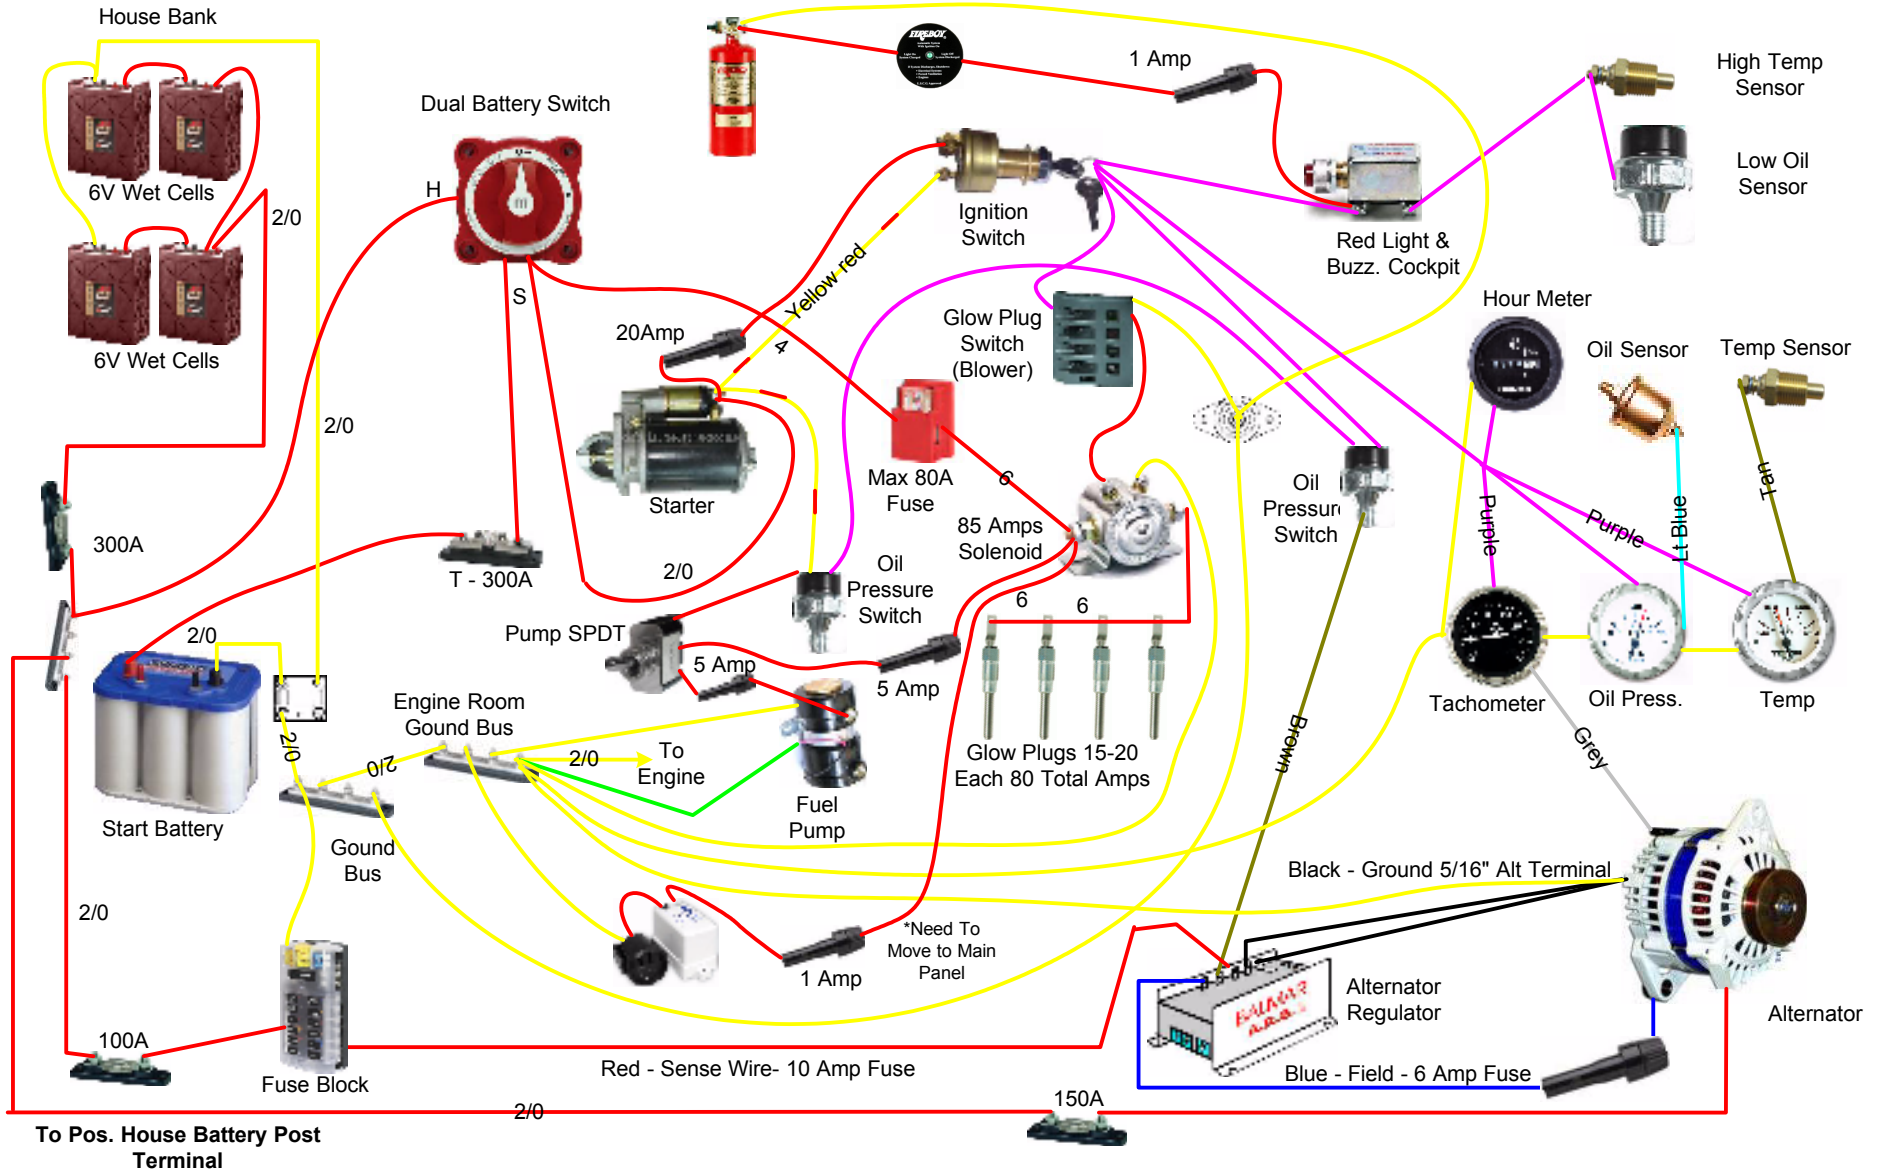 House Bank
6V Wet Cells
6V Wet Cells
2/0
2/0
Dual Battery Switch
H
S
FIREBOY
1 Amp
High Temp
Sensor
Low Oil
Sensor
Ignition
Switch
Red Light &
Buzz. Cockpit
Yellow red
4
20Amp
Starter
Glow Plug
Switch
(Blower)
Hour Meter
Oil Sensor
Temp Sensor
Max 80A
Fuse
6
85 Amps
Solenoid
Oil
Pressure
Switch
Purple
Purple
Lt Blue
Tan
300A
T - 300A
2/0
Oil
Pressure
Switch
6
6
2/0
Pump SPDT
5 Amp
5 Amp
Engine Room
Gound Bus
2/0
2/0
2/0
To
Engine
Fuel
Pump
Glow Plugs 15-20
Each 80 Total Amps
Brown
Tachometer
Oil Press.
Temp
Grey
Start Battery
Gound
Bus
Black - Ground 5/16" Alt Terminal
2/0
*Need To
Move to Main
Panel
1 Amp
BALMAR
Alternator
Regulator
Alternator
100A
Fuse Block
Red - Sense Wire- 10 Amp Fuse
Blue - Field - 6 Amp Fuse
2/0
150A
To Pos. House Battery Post
Terminal